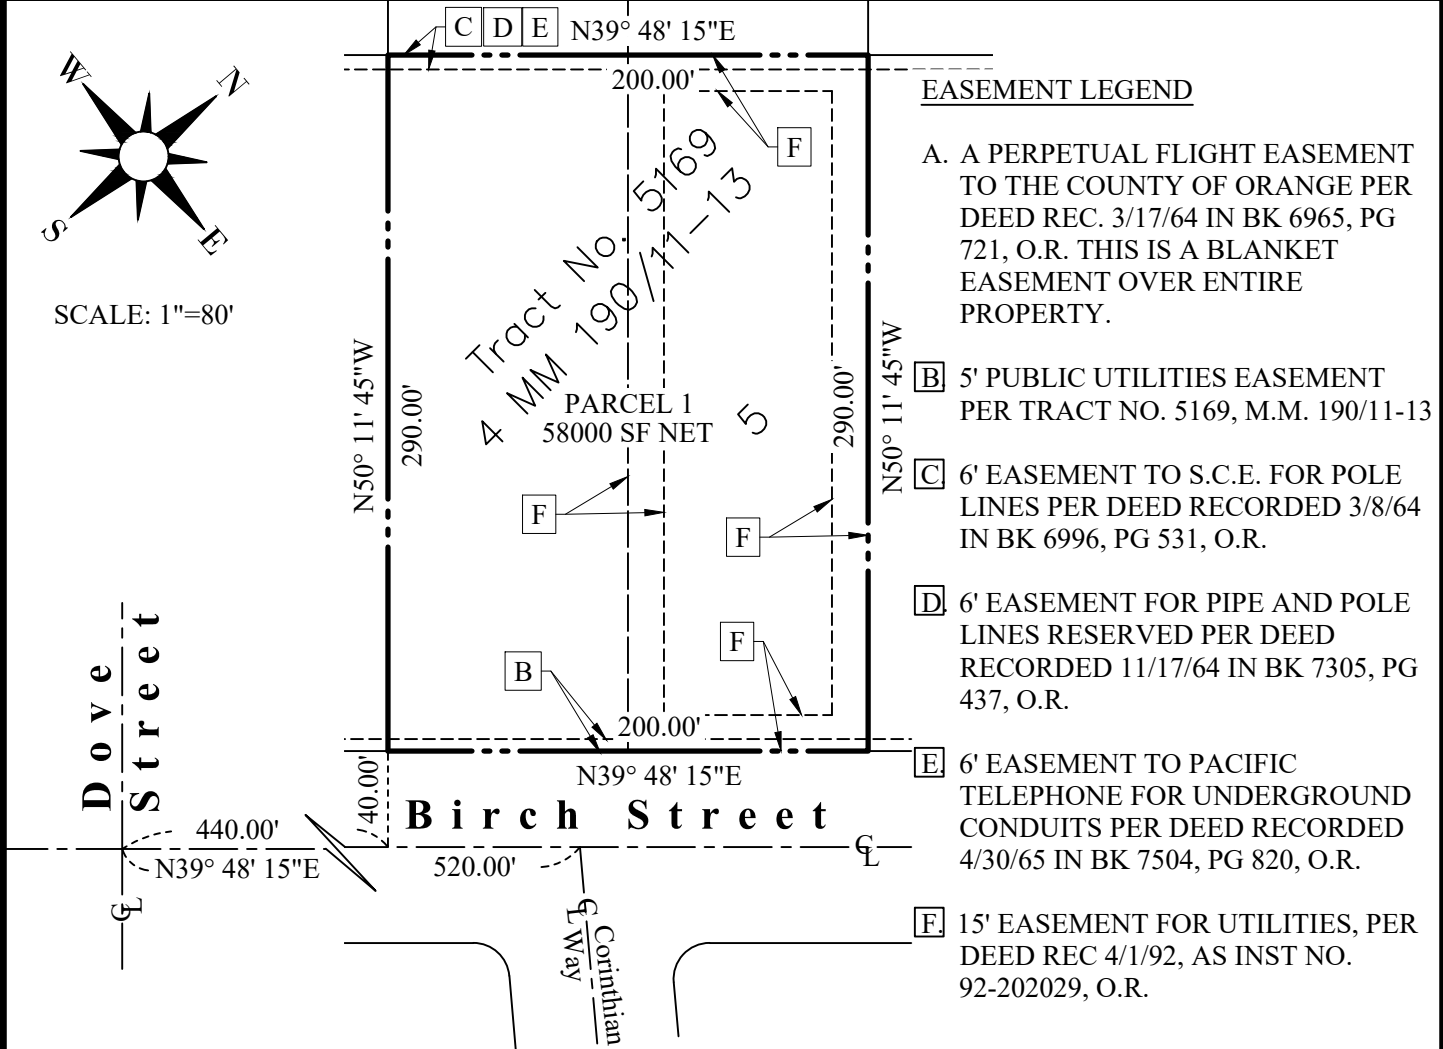 W
N
S
E
SCALE: 1"=80'
C D E N39° 48' 15"E
200.00'
F
Tract No. 5169
4 MM 190/11-13
N50° 11' 45"W
290.00'
PARCEL 1
58000 SF NET
5
290.00'
N50° 11' 45"W
F
F
F
B
200.00'
N39° 48' 15"E
40.00'
Birch Street
Dove
Street
440.00'
N39° 48' 15"E
520.00'
CL
CL
CL
Corinthian
Way
EASEMENT LEGEND
A. A PERPETUAL FLIGHT EASEMENT
TO THE COUNTY OF ORANGE PER
DEED REC. 3/17/64 IN BK 6965, PG
721, O.R. THIS IS A BLANKET
EASEMENT OVER ENTIRE
PROPERTY.
B. 5' PUBLIC UTILITIES EASEMENT
PER TRACT NO. 5169, M.M. 190/11-13
C. 6' EASEMENT TO S.C.E. FOR POLE
LINES PER DEED RECORDED 3/8/64
IN BK 6996, PG 531, O.R.
D. 6' EASEMENT FOR PIPE AND POLE
LINES RESERVED PER DEED
RECORDED 11/17/64 IN BK 7305, PG
437, O.R.
E. 6' EASEMENT TO PACIFIC
TELEPHONE FOR UNDERGROUND
CONDUITS PER DEED RECORDED
4/30/65 IN BK 7504, PG 820, O.R.
F. 15' EASEMENT FOR UTILITIES, PER
DEED REC 4/1/92, AS INST NO.
92-202029, O.R.